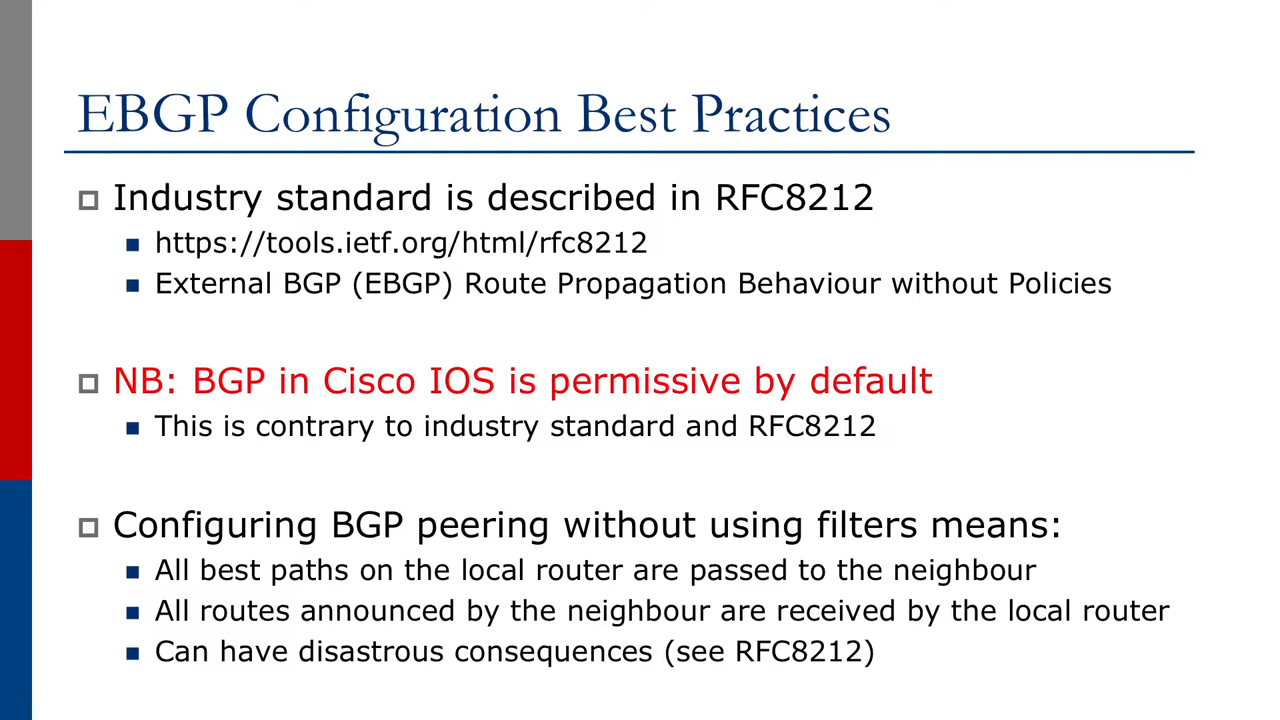 EBGP Configuration Best Practices
Industry standard is described in RFC8212
https://tools.ietf.org/html/rfc8212
External BGP (EBGP) Route Propagation Behaviour without Policies
NB: BGP in Cisco IOS is permissive by default
This is contrary to industry standard and RFC8212
Configuring BGP peering without using filters means:
All best paths on the local router are passed to the neighbour
All routes announced by the neighbour are received by the local router
Can have disastrous consequences (see RFC8212)